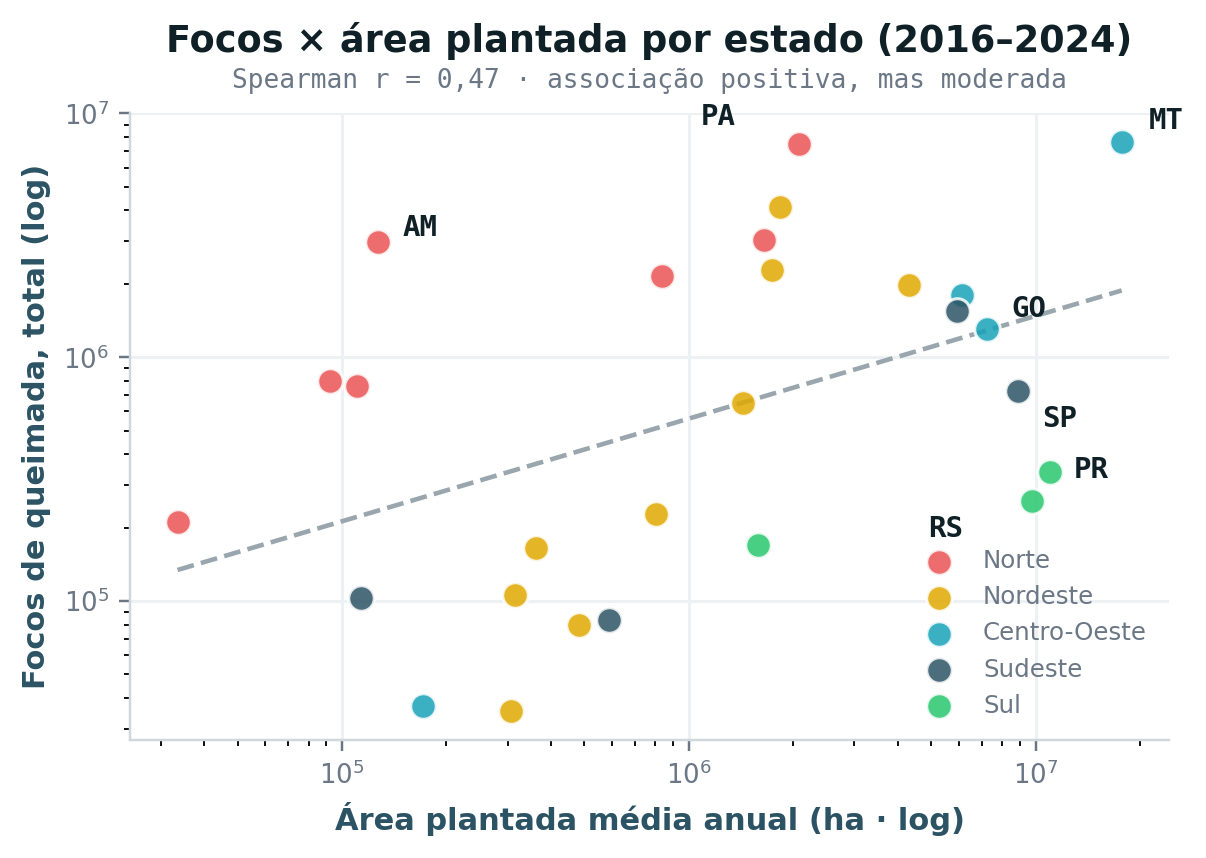 Focos × área plantada por estado (2016–2024)
Spearman r = 0,47 · associação positiva, mas moderada
Focos de queimada, total (log)
10⁷
10⁶
10⁵
PA
MT
AM
GO
SP
PR
RS
Norte
Nordeste
Centro-Oeste
Sudeste
Sul
10⁵ 10⁶ 10⁷
Área plantada média anual (ha · log)